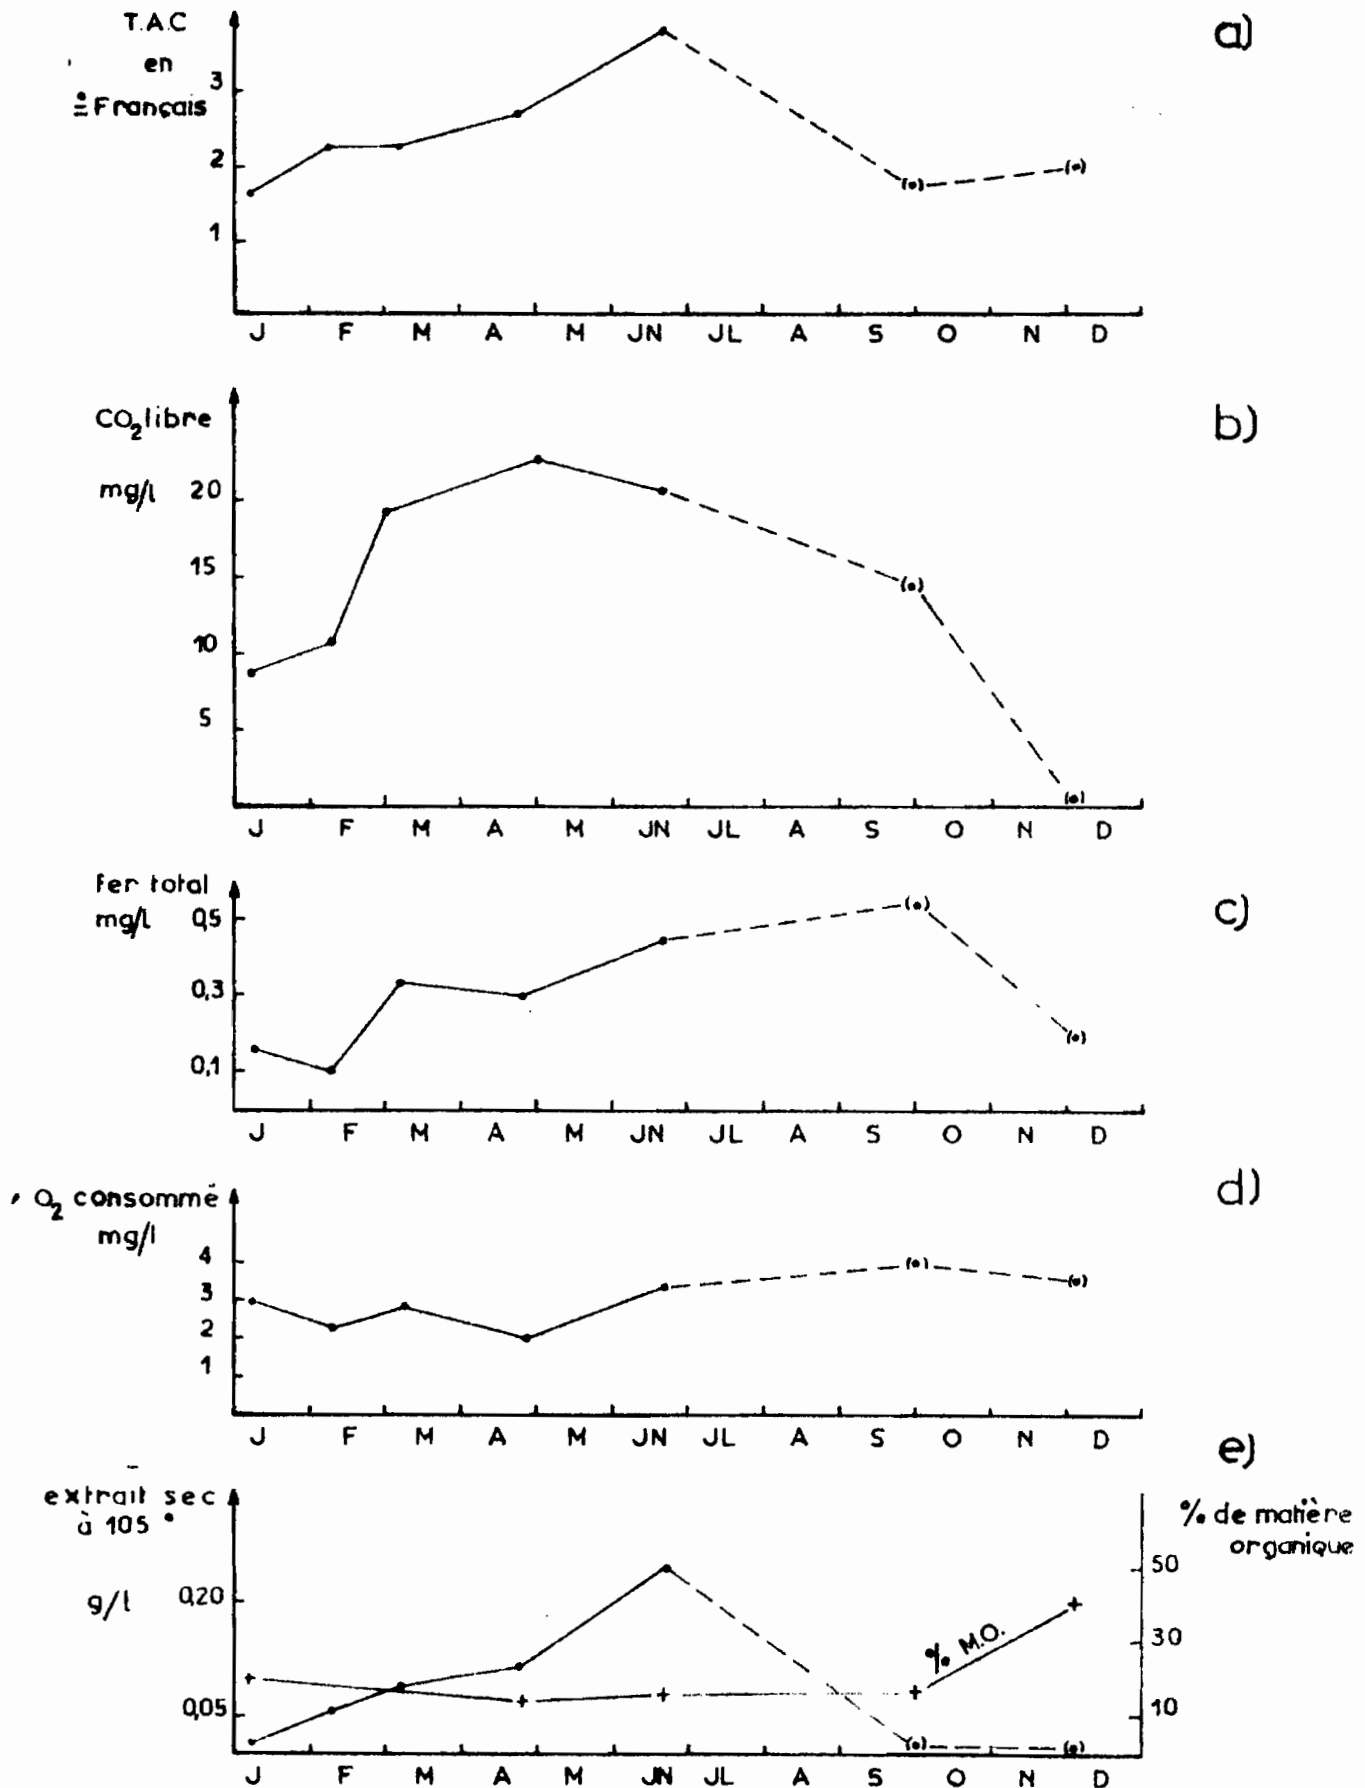 T.A.C
en
° Français
a)
3
2
1
J F M A M JN JL A S O N D
CO2 libre
mg/l
b)
20
15
10
5
J F M A M JN JL A S O N D
Fer total
mg/l
c)
0,5
0,3
0,1
J F M A M JN JL A S O N D
O2 consommé
mg/l
d)
4
3
2
1
J F M A M JN JL A S O N D
e)
extrait sec
à 105 °
g/l
0,20
0,05
% de matière
organique
50
30
10
% M.O.
J F M A M JN JL A S O N D